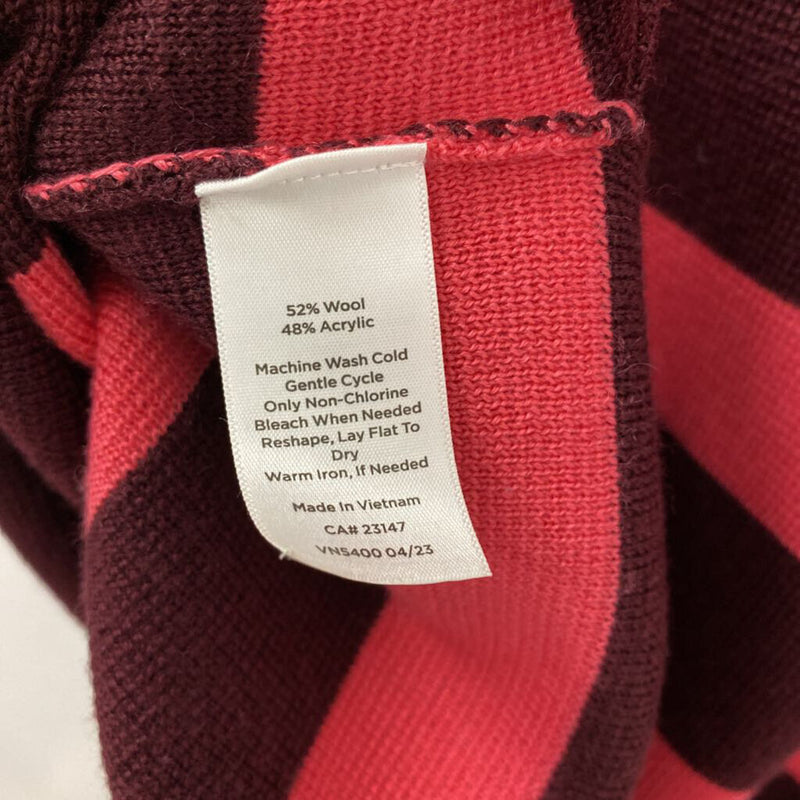 52% Wool
48% Acrylic
Machine Wash Cold
Gentle Cycle
Only Non-Chlorine
Bleach When Needed
Reshape, Lay Flat To
Dry
Warm Iron, If Needed
Made In Vietnam
CA# 23147
VN5400 04/23